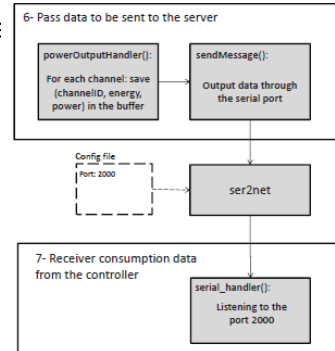 6- Pass data to be sent to the server
powerOutputHandler():
For each channel: save
(channelID, energy,
power) in the buffer
sendMessage():
Output data through
the serial port
Config file
Port: 2000
ser2net
7- Receiver consumption data
from the controller
serial_handler():
Listening to the
port 2000